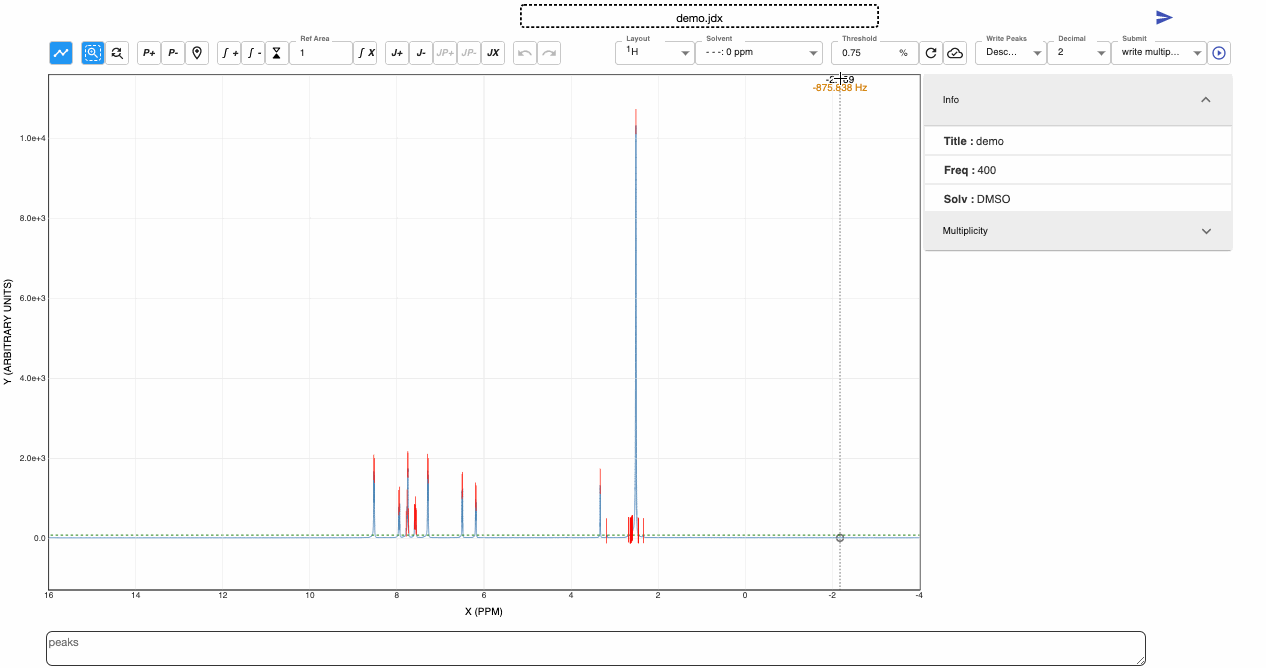 demo.jdx
P+ P- ∫ + ∫ - Ref Area 1 ∫ X J+ J- JP+ JP- JX Layout ¹H Solvent - - -: 0 ppm Threshold 0.75 % Write Peaks Desc... Decimal 2 Submit write multip...
-875.838 Hz
Info
Title : demo
Freq : 400
Solv : DMSO
Multiplicity
Y (ARBITRARY UNITS)
1.0e+4
8.0e+3
6.0e+3
4.0e+3
2.0e+3
0.0
16 14 12 10 8 6 4 2 0 -2 -4
X (PPM)
peaks